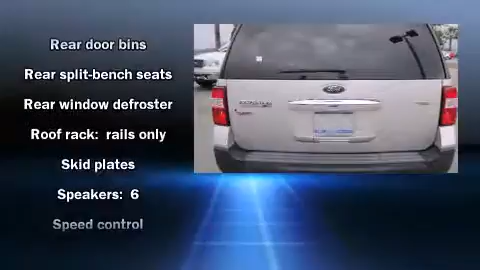 Rear door bins
Rear split-bench seats
Rear window defroster
Roof rack:  rails only
Skid plates
Speakers:  6
Speed control
Ford